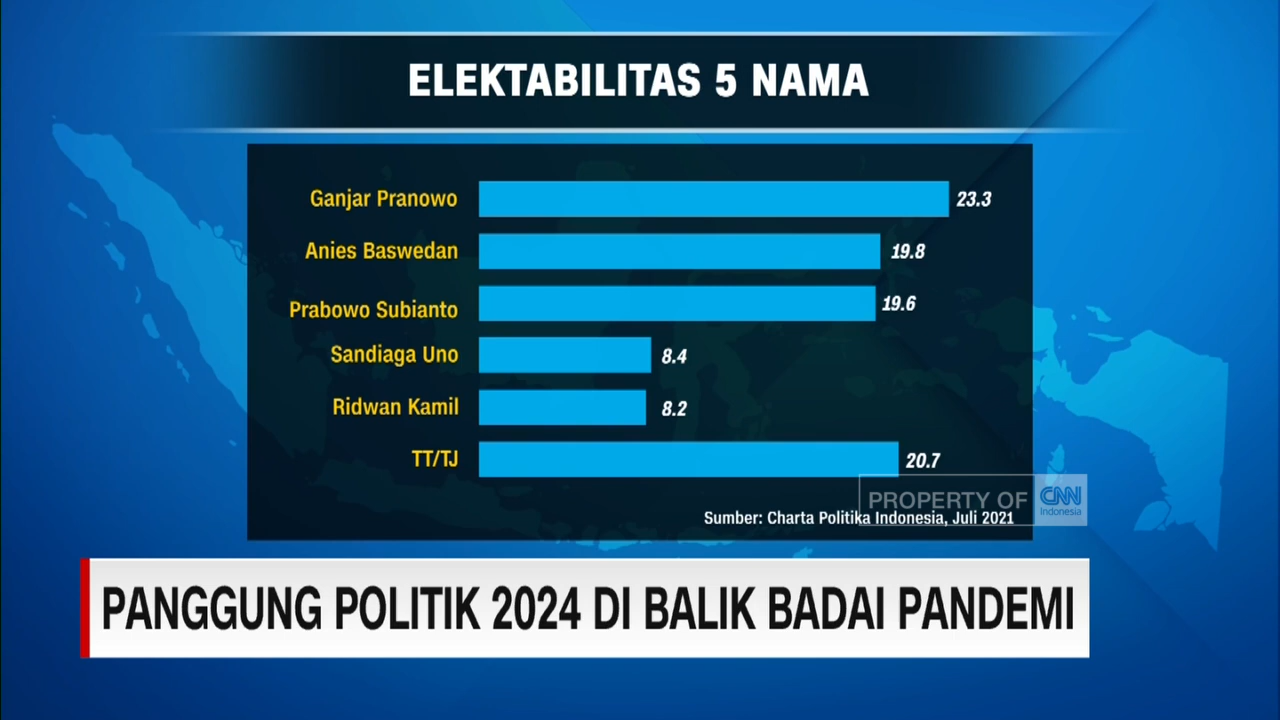 ELEKTABILITAS 5 NAMA
Ganjar Pranowo 23.3
Anies Baswedan 19.8
Prabowo Subianto 19.6
Sandiaga Uno 8.4
Ridwan Kamil 8.2
TT/TJ 20.7
PROPERTY OF CNN Indonesia
Sumber: Charta Politika Indonesia, Juli 2021
PANGGUNG POLITIK 2024 DI BALIK BADAI PANDEMI